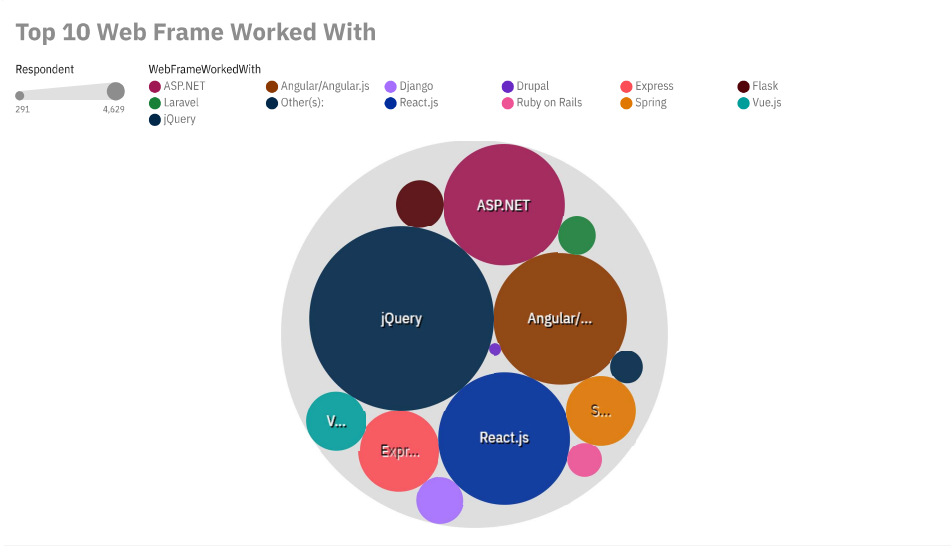 Top 10 Web Frame Worked With
Respondent
291
4,629
WebFrameWorkedWith
ASP.NET
Angular/Angular.js
Django
Drupal
Express
Flask
Laravel
Other(s):
React.js
Ruby on Rails
Spring
Vue.js
jQuery
ASP.NET
jQuery
Angular/...
S...
V...
React.js
Expr...